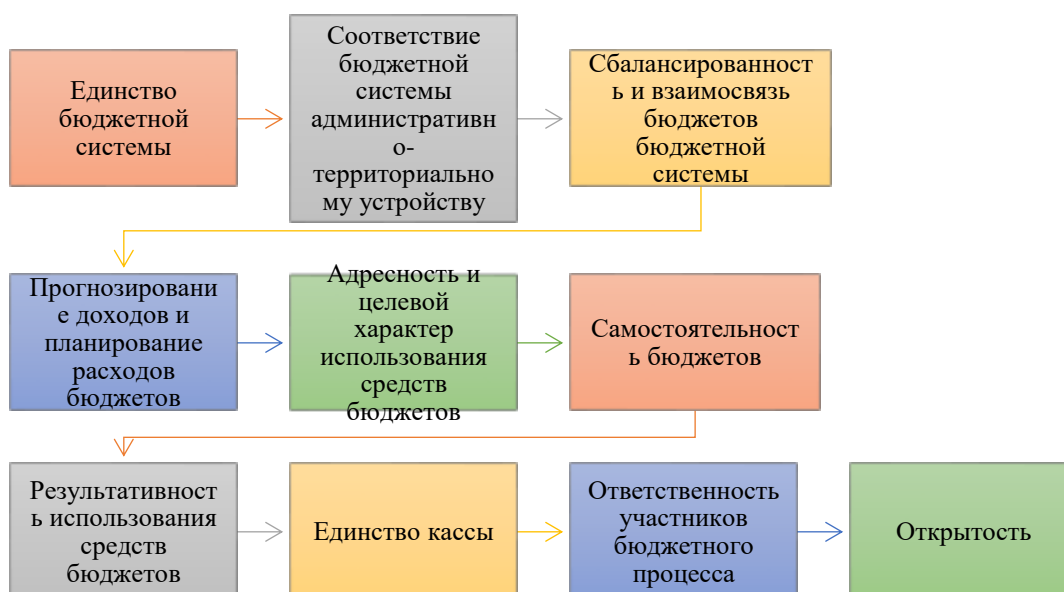 Единство
бюджетной
системы
Соответствие
бюджетной
системы
административн
о-
территориально
му устройству
Сбалансированност
ь и взаимосвязь
бюджетов
бюджетной
системы
Прогнозировани
е доходов и
планирование
расходов
бюджетов
Адресность и
целевой
характер
использования
средств
бюджетов
Самостоятельност
ь бюджетов
Результативност
ь использования
средств
бюджетов
Единство кассы
Ответственность
участников
бюджетного
процесса
Открытость